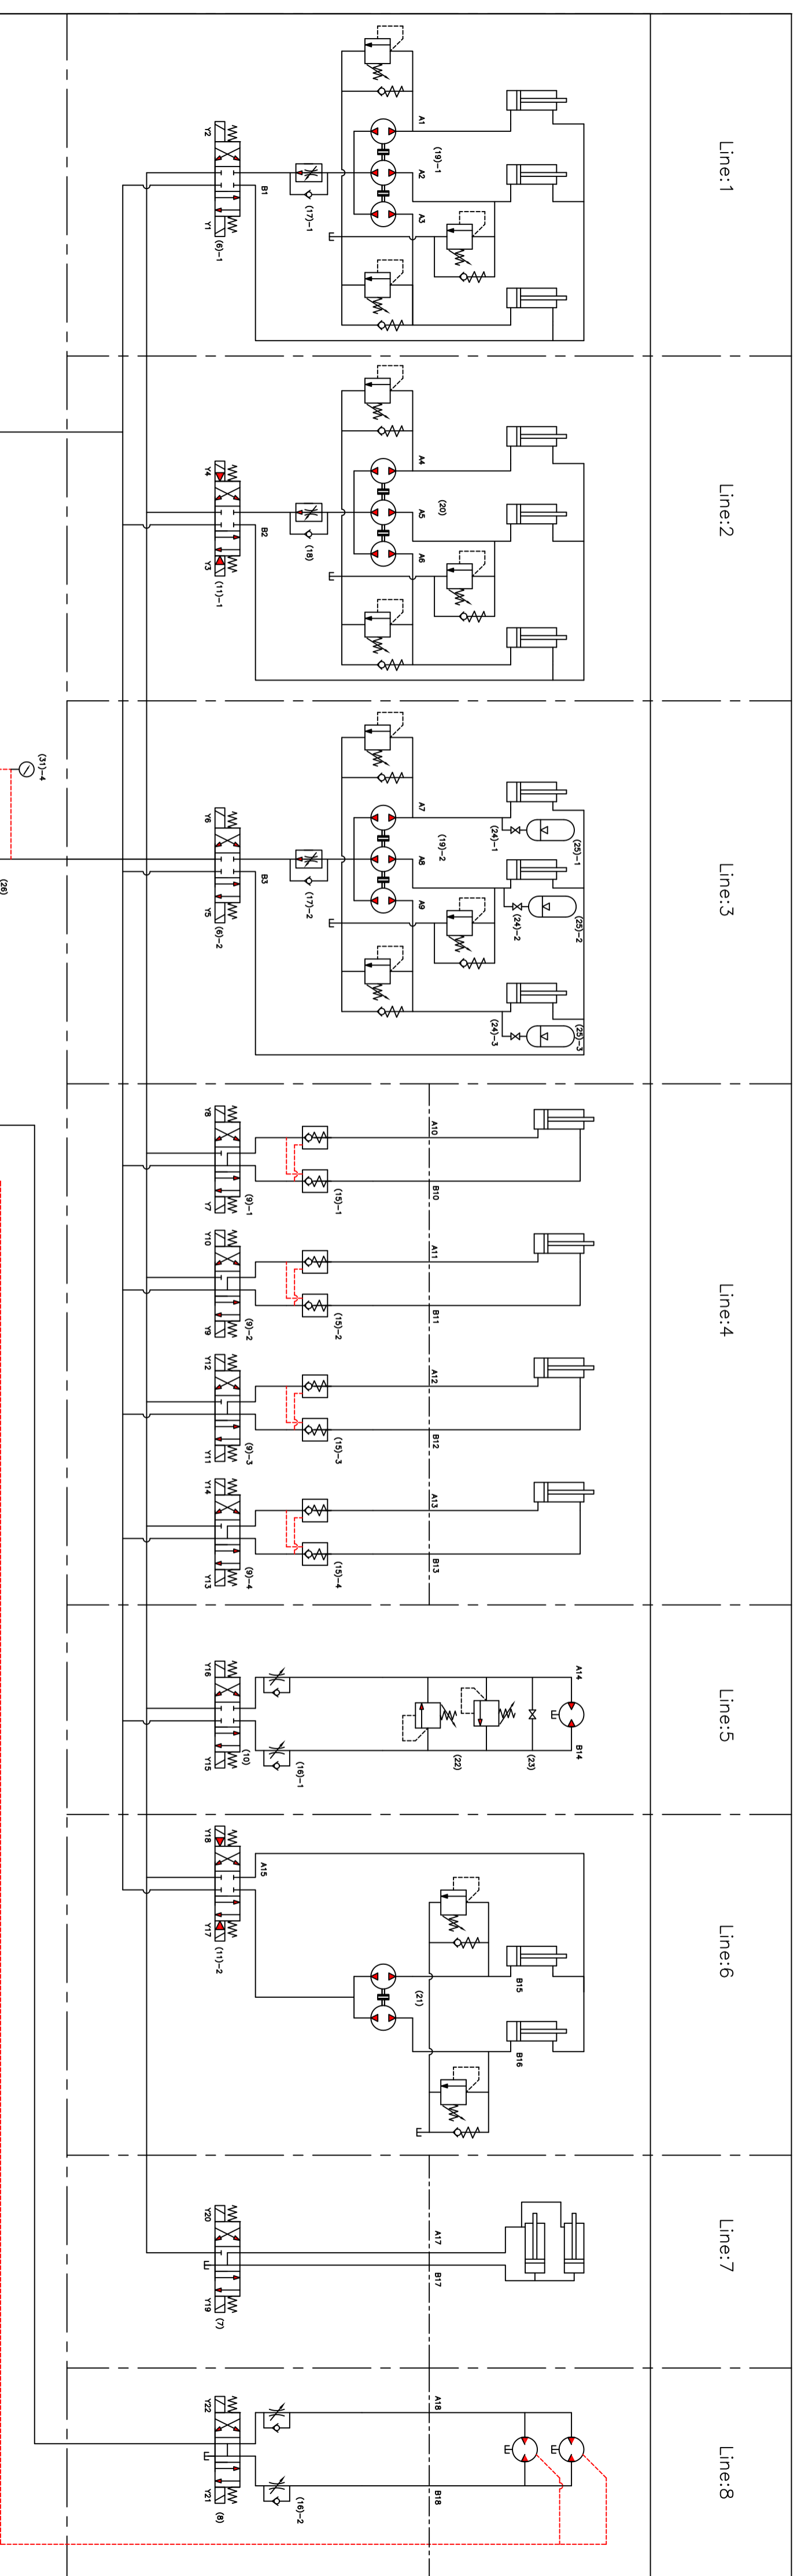 Line:1
A1
(19)-1
A2
A3
(17)-1
B1
Y2
Y1
(6)-1
Line:2
A4
(20)
A5
A6
(18)
B2
Y4
Y3
(11)-1
Line:3
(25)-1
(24)-1
(25)-2
(24)-2
(25)-3
(24)-3
A7
(19)-2
A8
A9
(17)-2
B3
Y6
Y5
(6)-2
(31)-4
(26)
Line:4
A10
B10
(15)-1
(9)-1
Y8
Y7
A11
B11
(15)-2
(9)-2
Y10
Y9
A12
B12
(15)-3
(9)-3
Y12
Y11
A13
B13
(15)-4
(9)-4
Y14
Y13
Line:5
A14
B14
(23)
(22)
(16)-1
(10)
Y16
Y15
Line:6
B15
B16
(21)
A15
Y18
Y17
(11)-2
Line:7
A17
B17
Y20
Y19
(7)
Line:8
A18
B18
(16)-2
Y22
Y21
(8)